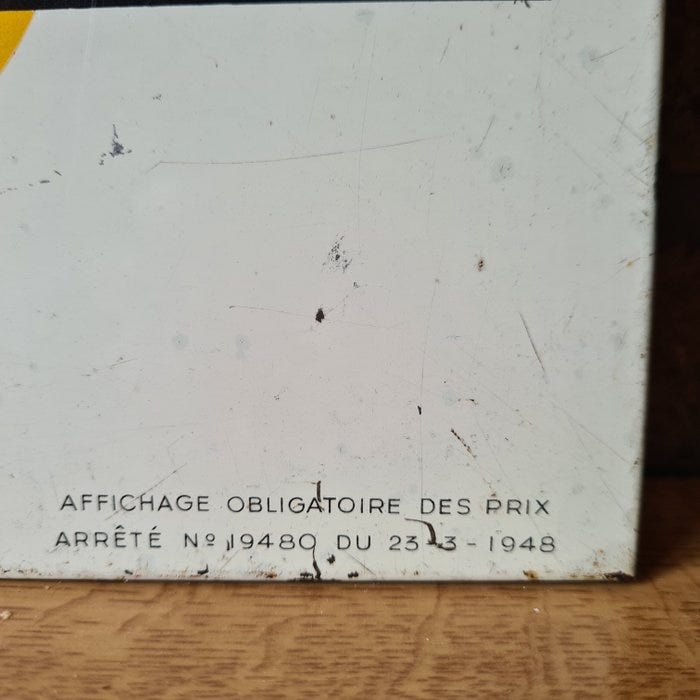 AFFICHAGE OBLIGATOIRE DES PRIX
ARRÊTÉ Nº 19480 DU 23-3-1948